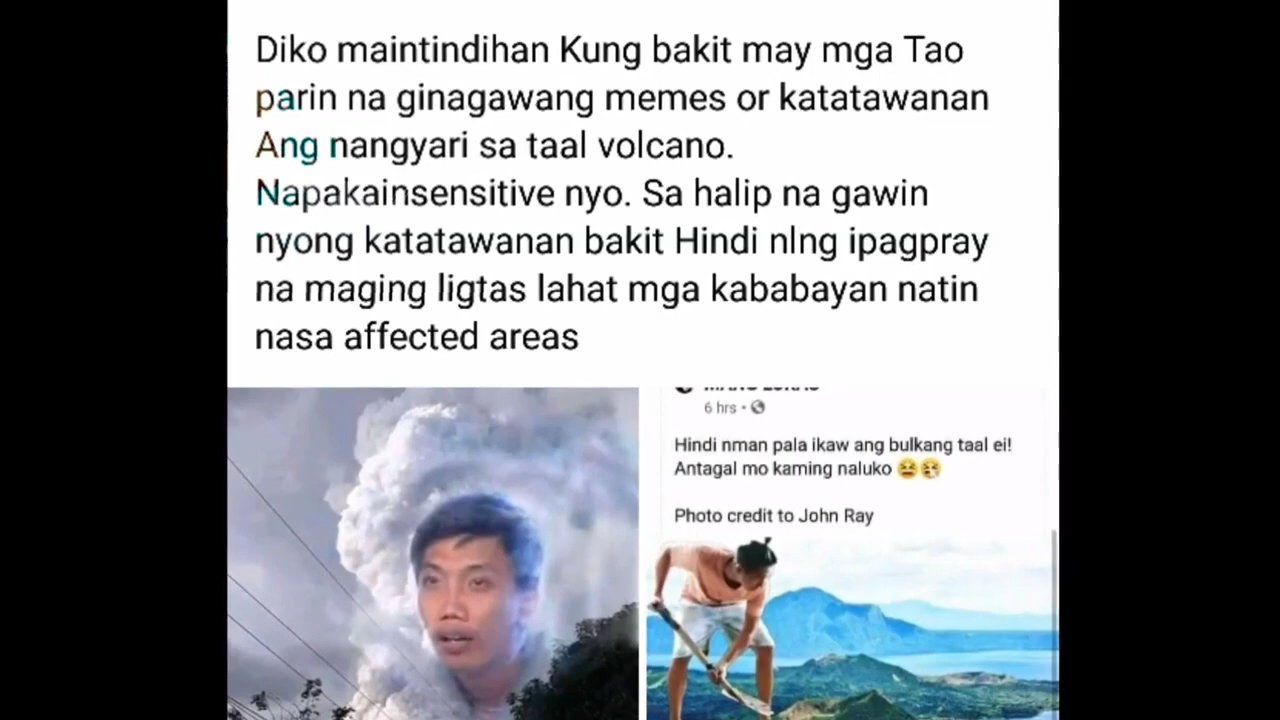 Diko maintindihan Kung bakit may mga Tao
parin na ginagawang memes or katatawanan
Ang nangyari sa taal volcano.
Napakainsensitive nyo. Sa halip na gawin
nyong katatawanan bakit Hindi nlng ipagpray
na maging ligtas lahat mga kababayan natin
nasa affected areas
6 hrs •
Hindi nman pala ikaw ang bulkang taal ei!
Antagal mo kaming naluko 😆🤧
Photo credit to John Ray